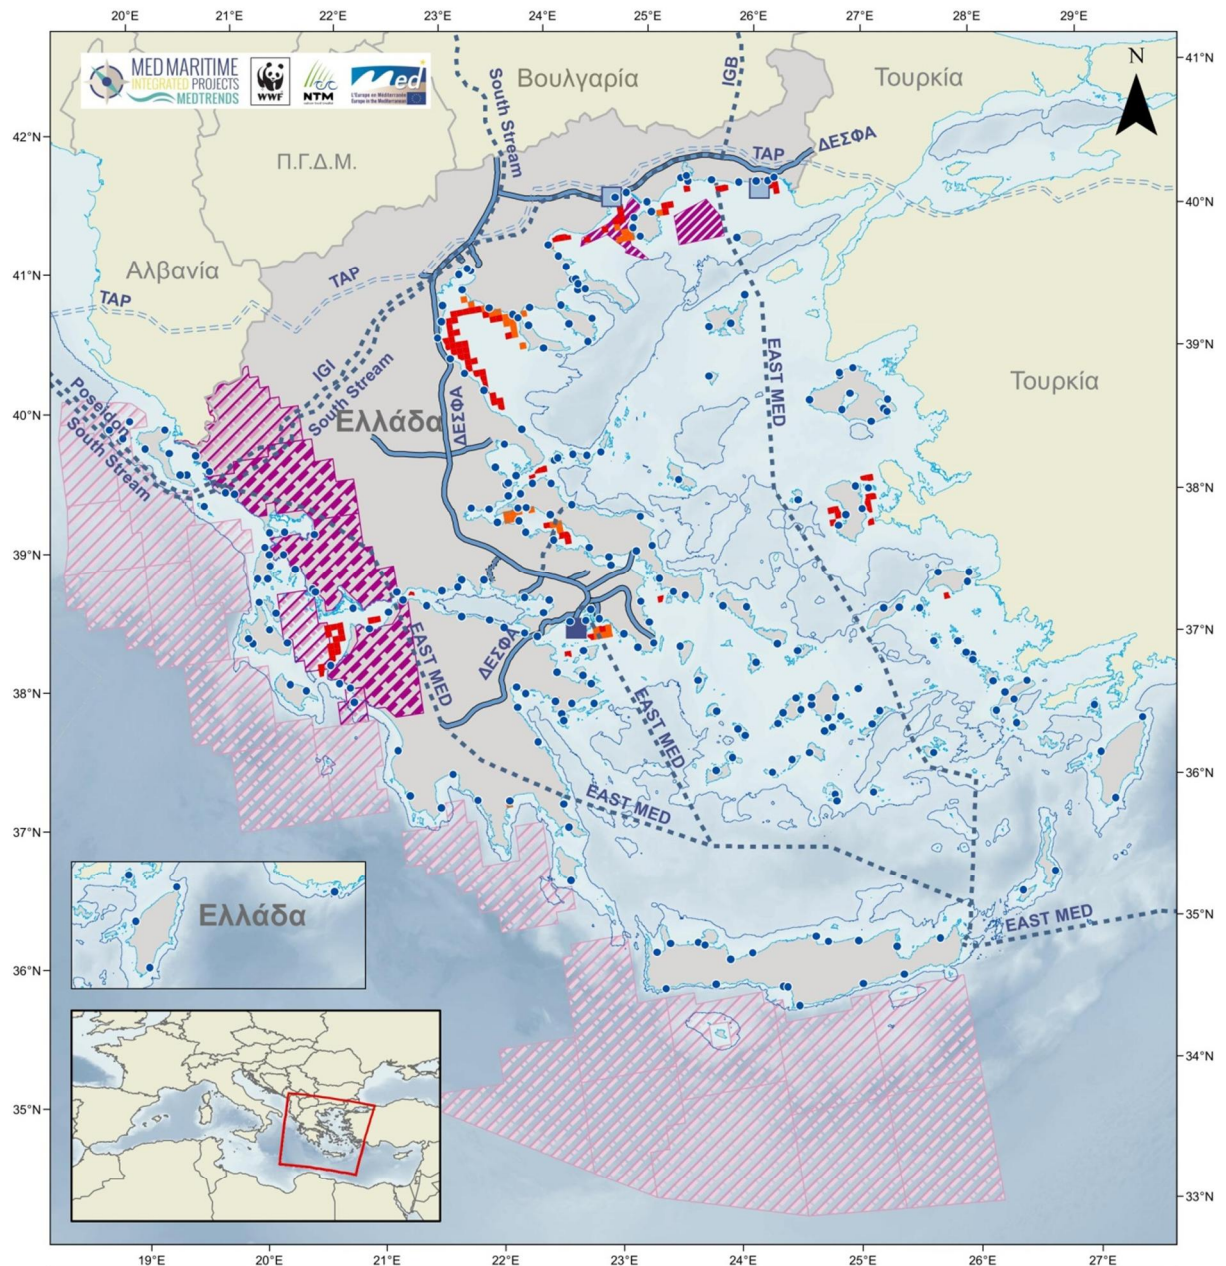 20°E 21°E 22°E 23°E 24°E 25°E 26°E 27°E 28°E 29°E
MED MARITIME
INTEGRATED PROJECTS
MEDTRENDS
WWF
NTM
Med
L'Europe en Méditerranée
Europe in the Mediterranean
41°N
42°N
40°N
41°N
39°N
40°N
38°N
39°N
37°N
38°N
36°N
37°N
35°N
36°N
34°N
35°N
33°N
South Stream
Βουλγαρία
IGB
Τουρκία
Π.Γ.Δ.Μ.
TAP
ΔΕΣΦΑ
Αλβανία
TAP
TAP
IGI
South Stream
EAST MED
Τουρκία
Poseidon
South Stream
Ελλάδα
ΔΕΣΦΑ
EAST MED
ΔΕΣΦΑ
EAST MED
EAST MED
Ελλάδα
EAST MED
19°E 20°E 21°E 22°E 23°E 24°E 25°E 26°E 27°E
N